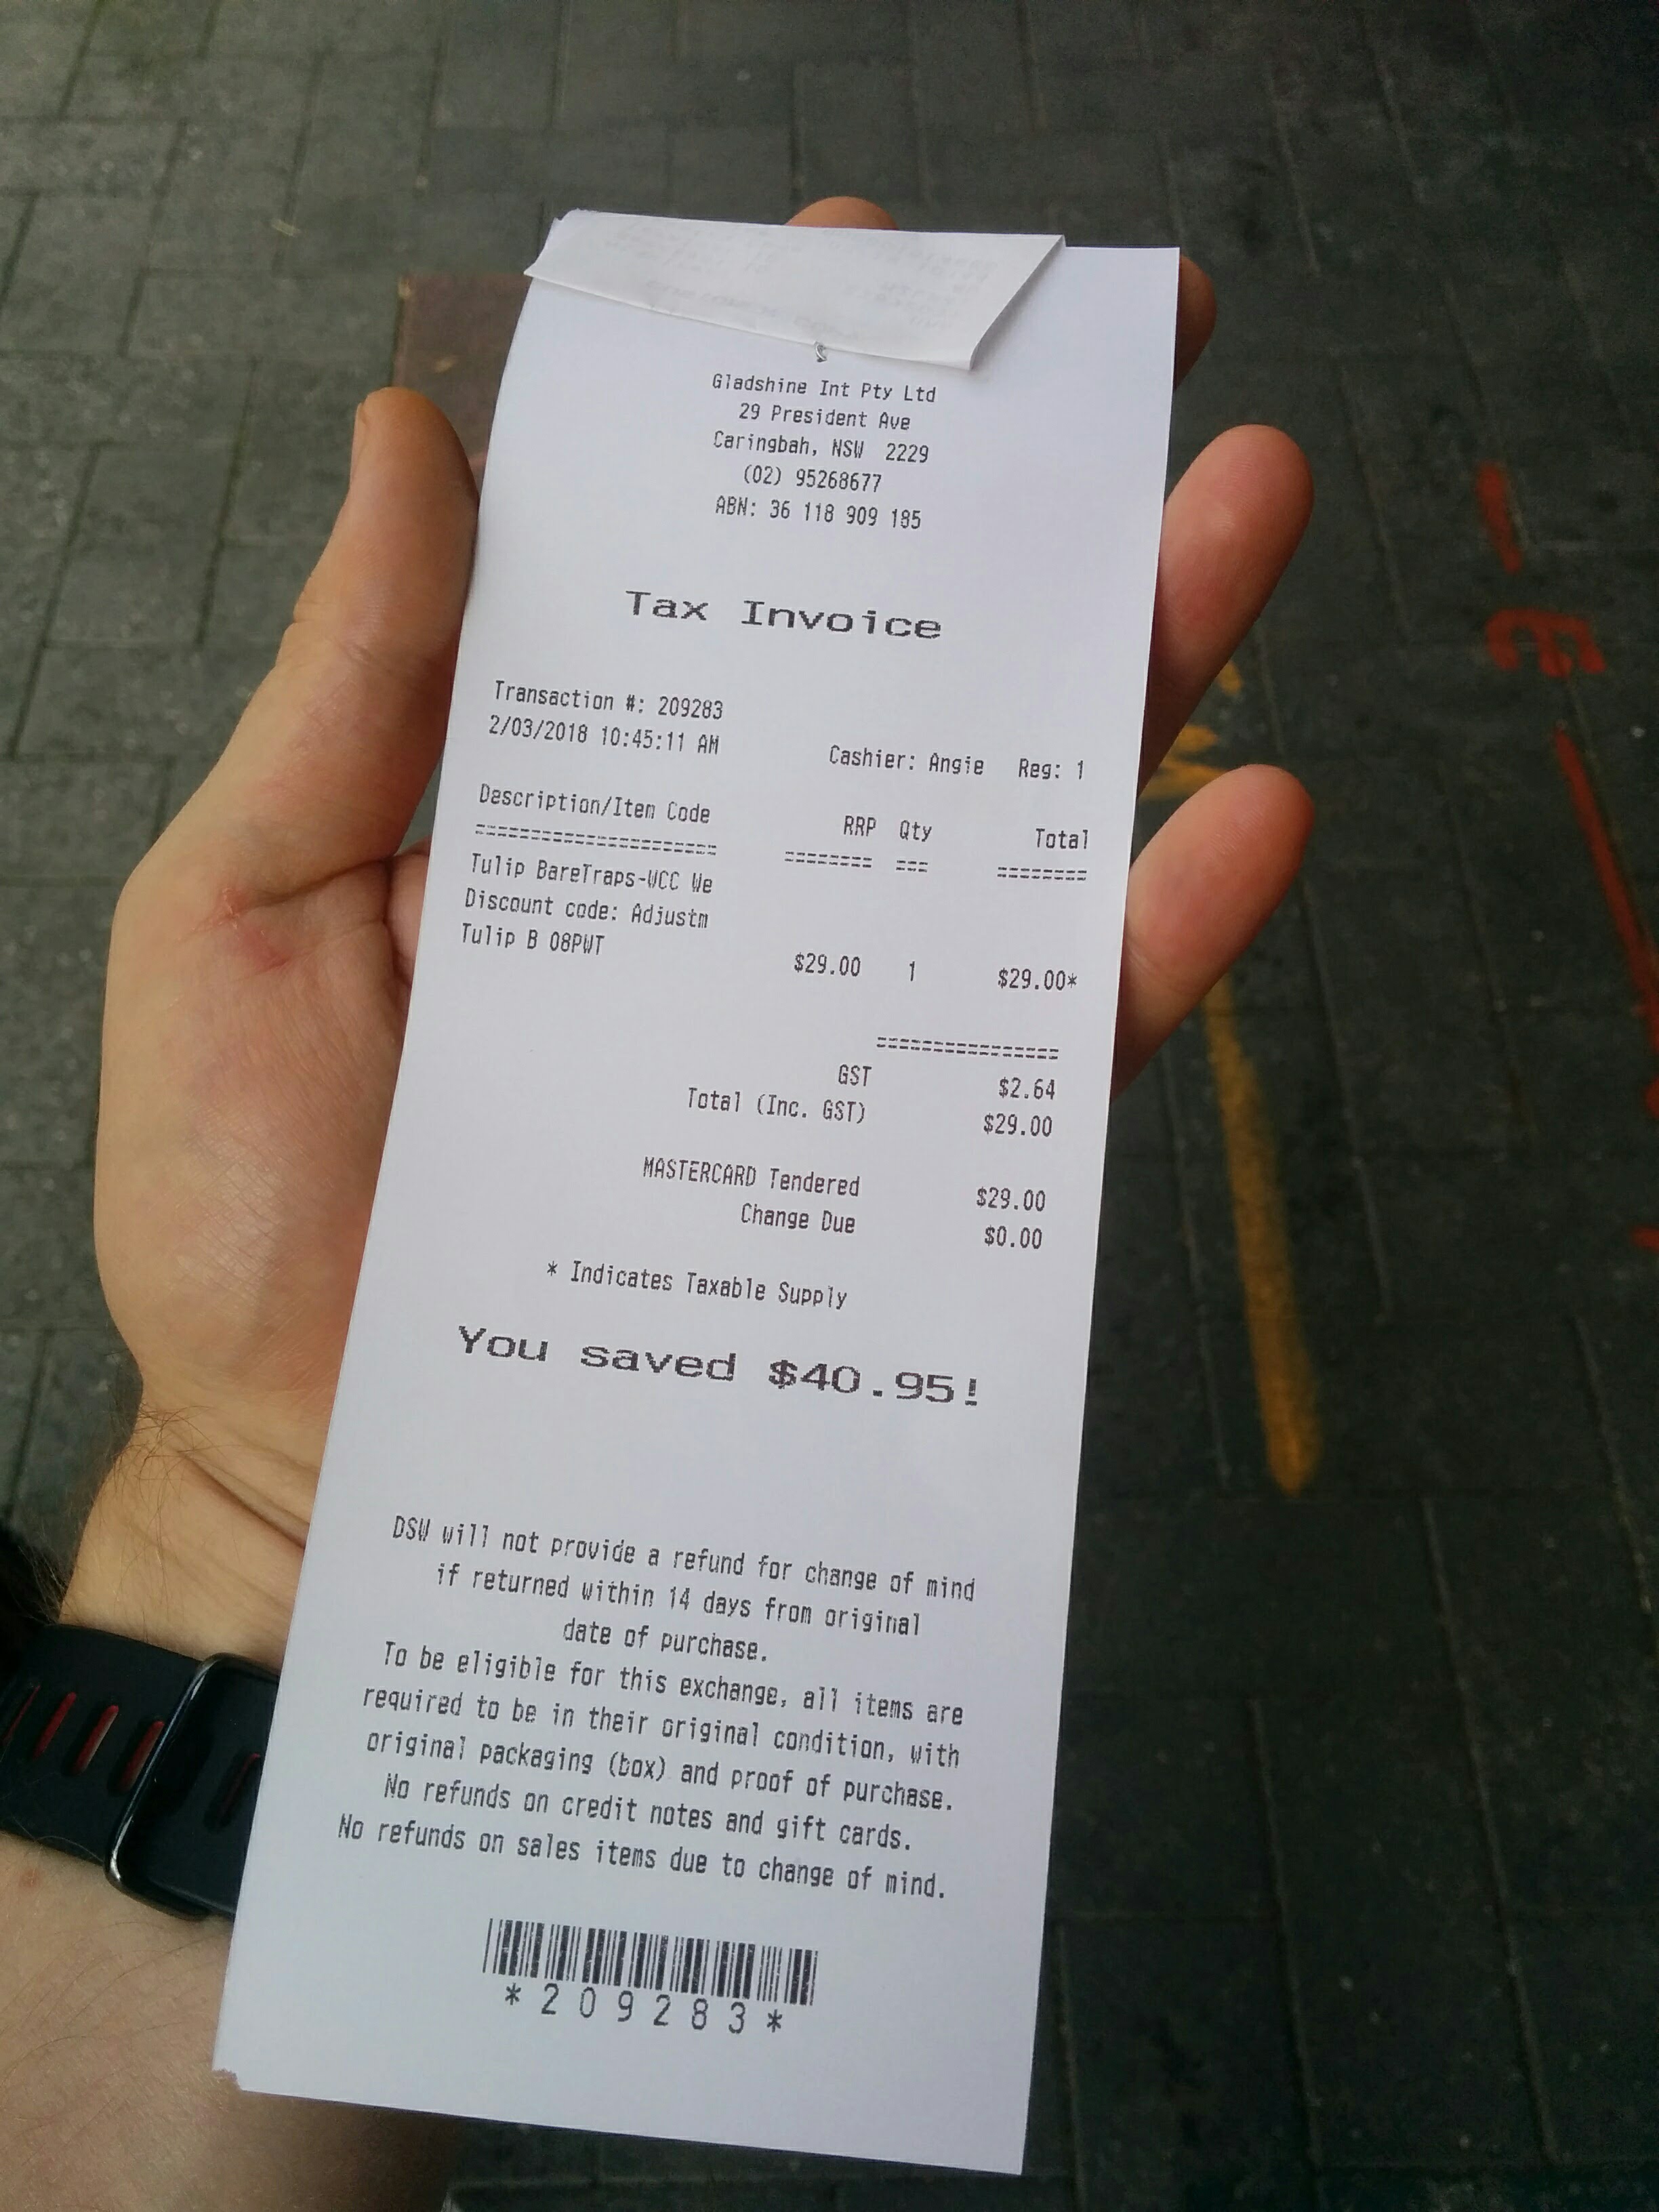 Gladshine Int Pty Ltd
29 President Ave
Caringbah, NSW 2229
(02) 95268677
ABN: 36 118 909 185
Tax Invoice
Transaction #: 209283
2/03/2018 10:45:11 AM Cashier: Angie Reg: 1
Description/Item Code RRP Qty Total
===================== ======== === ========
Tulip BareTraps-WCC We
Discount code: Adjustm
Tulip B 08PWT $29.00 1 $29.00*
================
GST $2.64
Total (Inc. GST) $29.00
MASTERCARD Tendered $29.00
Change Due $0.00
* Indicates Taxable Supply
You saved $40.95!
DSW will not provide a refund for change of mind
if returned within 14 days from original
date of purchase.
To be eligible for this exchange, all items are
required to be in their original condition, with
original packaging (box) and proof of purchase.
No refunds on credit notes and gift cards.
No refunds on sales items due to change of mind.
*209283*